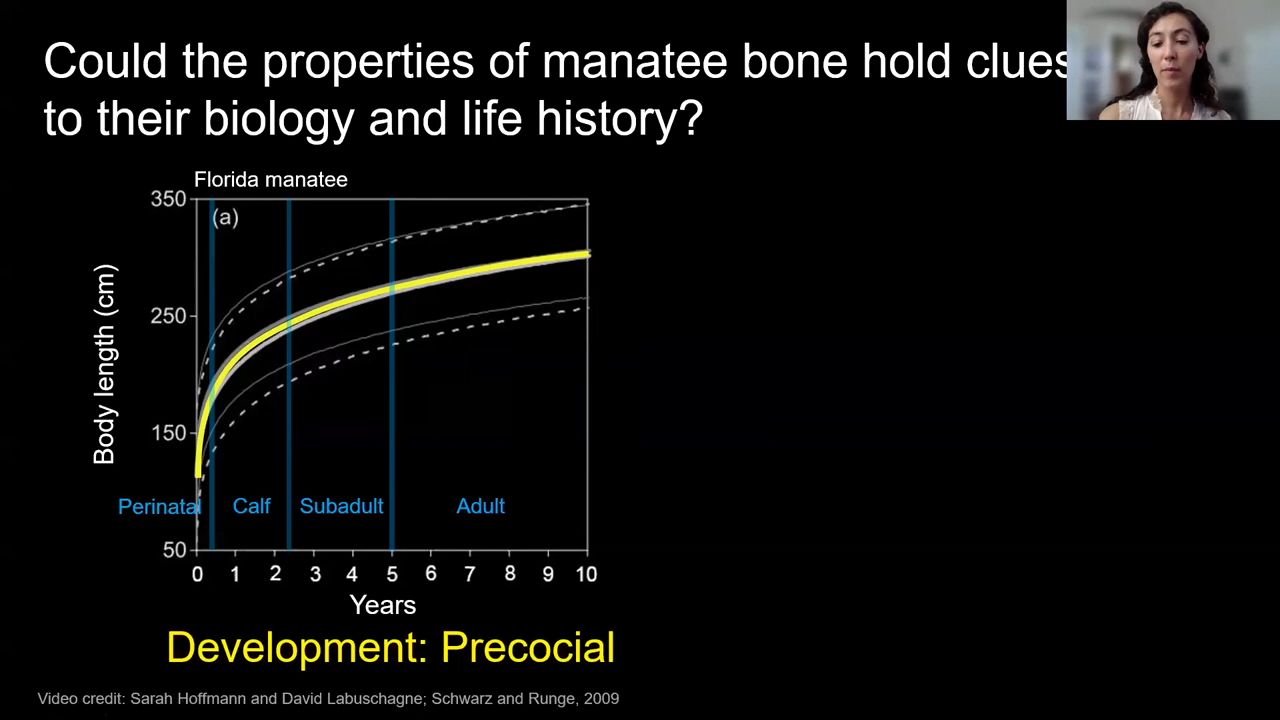 Could the properties of manatee bone hold clues
to their biology and life history?
Florida manatee
350
(a)
250
150
50
Body length (cm)
Perinatal
Calf
Subadult
Adult
0 1 2 3 4 5 6 7 8 9 10
Years
Development: Precocial
Video credit: Sarah Hoffmann and David Labuschagne; Schwarz and Runge, 2009